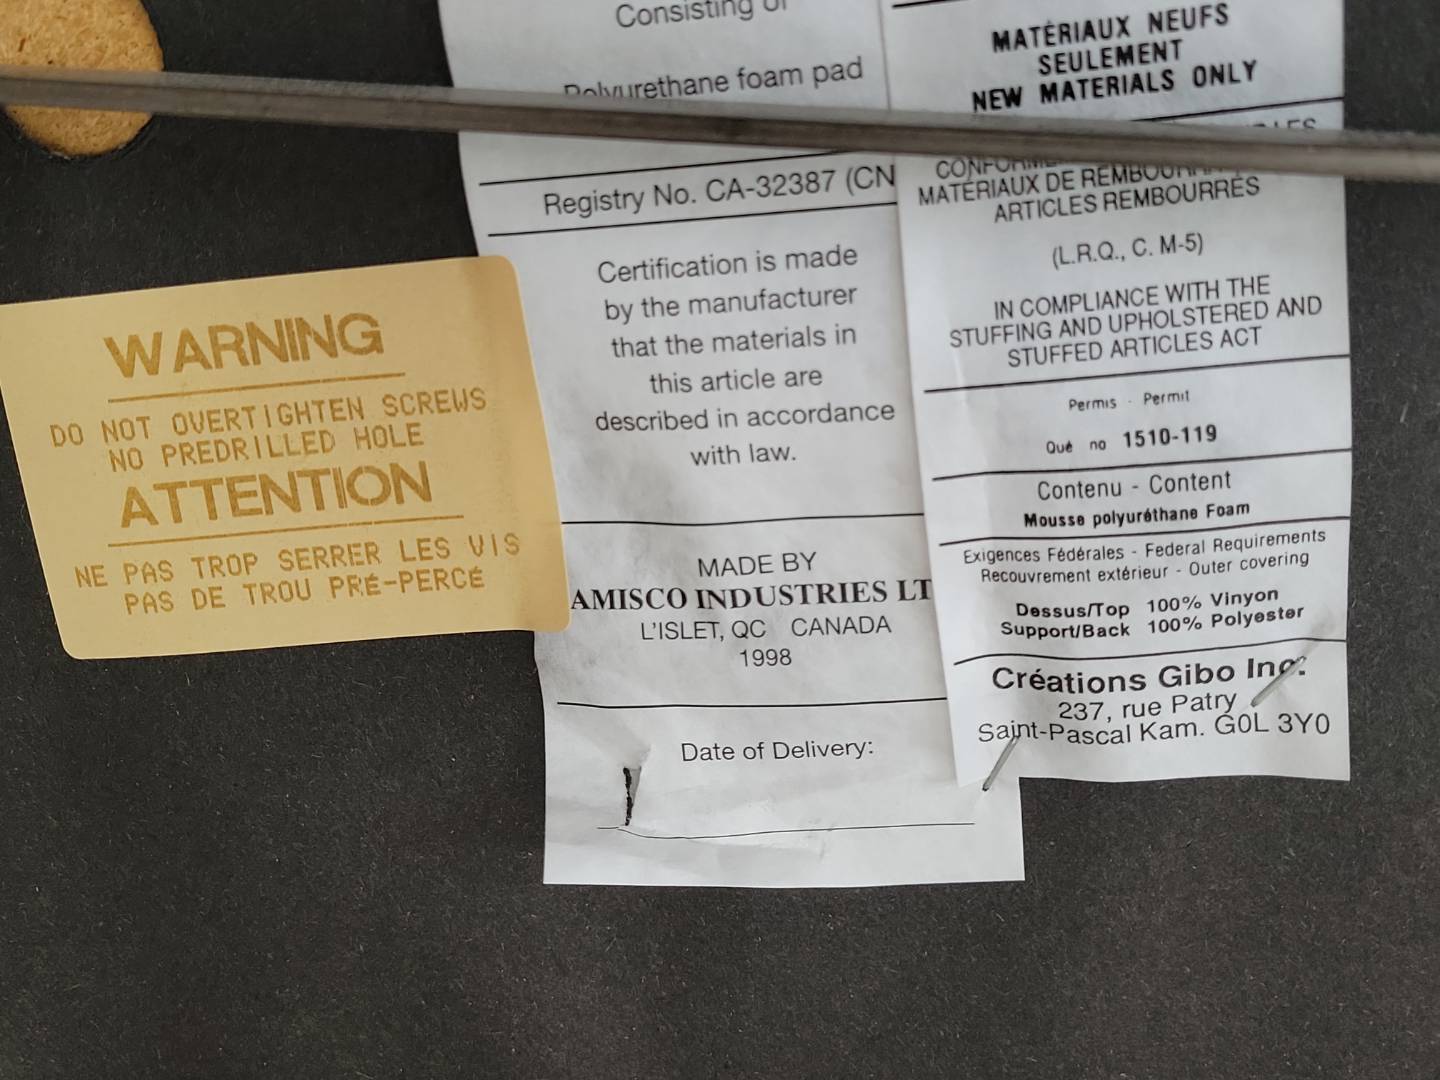 WARNING
DO NOT OVERTIGHTEN SCREWS
NO PREDRILLED HOLE
ATTENTION
NE PAS TROP SERRER LES VIS
PAS DE TROU PRÉ-PERCÉ
Consisting of
Polyurethane foam pad
Registry No. CA-32387 (CN
Certification is made
by the manufacturer
that the materials in
this article are
described in accordance
with law.
MADE BY
AMISCO INDUSTRIES LT
L'ISLET, QC CANADA
1998
Date of Delivery:
MATÉRIAUX NEUFS
SEULEMENT
NEW MATERIALS ONLY
MATÉRIAUX DE
ARTICLES REMBOURRÉS
(L.R.Q., C. M-5)
IN COMPLIANCE WITH THE
STUFFING AND UPHOLSTERED AND
STUFFED ARTICLES ACT
Permis - Permit
Qué no 1510-119
Contenu - Content
Mousse polyuréthane Foam
Exigences Fédérales - Federal Requirements
Recouvrement extérieur - Outer covering
Dessus/Top 100% Vinyon
Support/Back 100% Polyester
Créations Gibo Inc.
237, rue Patry
Saint-Pascal Kam. G0L 3Y0